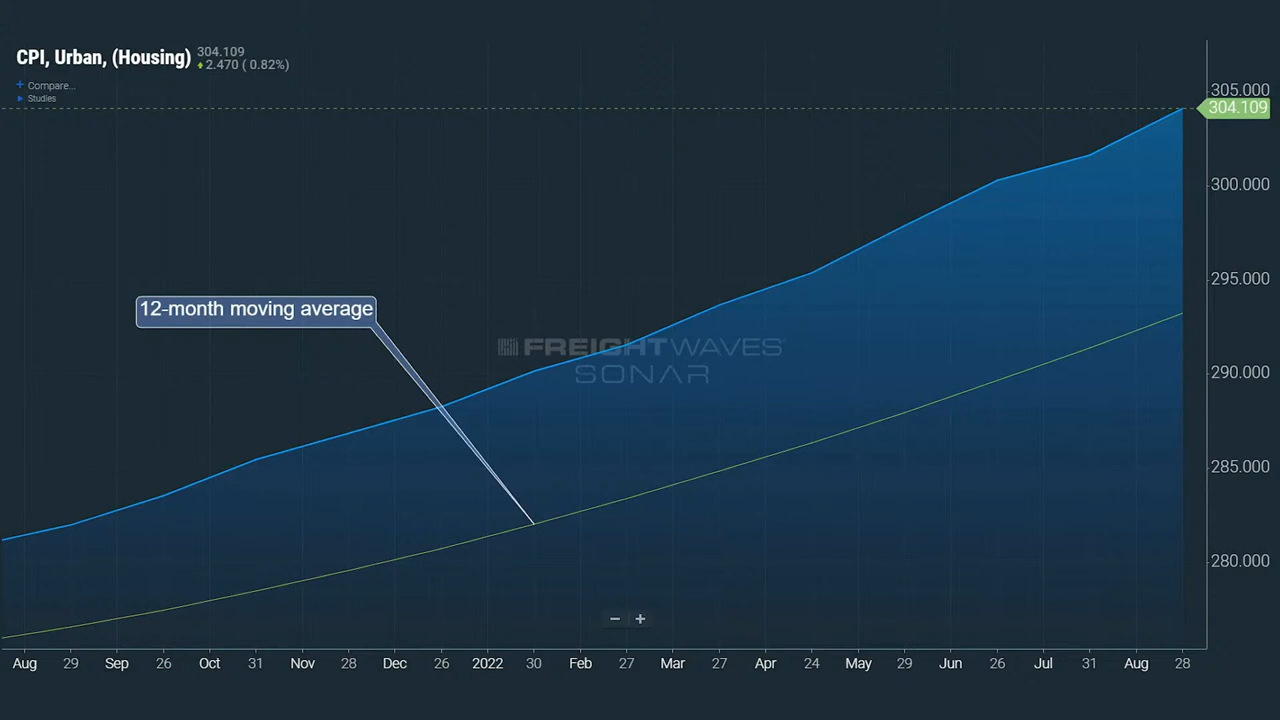 CPI, Urban, (Housing) 304.109
2.470 ( 0.82%)
+ Compare...
Studies
305.000
304.109
300.000
295.000
12-month moving average
FREIGHTWAVES
SONAR
290.000
285.000
280.000
− +
Aug 29 Sep 26 Oct 31 Nov 28 Dec 26 2022 30 Feb 27 Mar 27 Apr 24 May 29 Jun 26 Jul 31 Aug 28